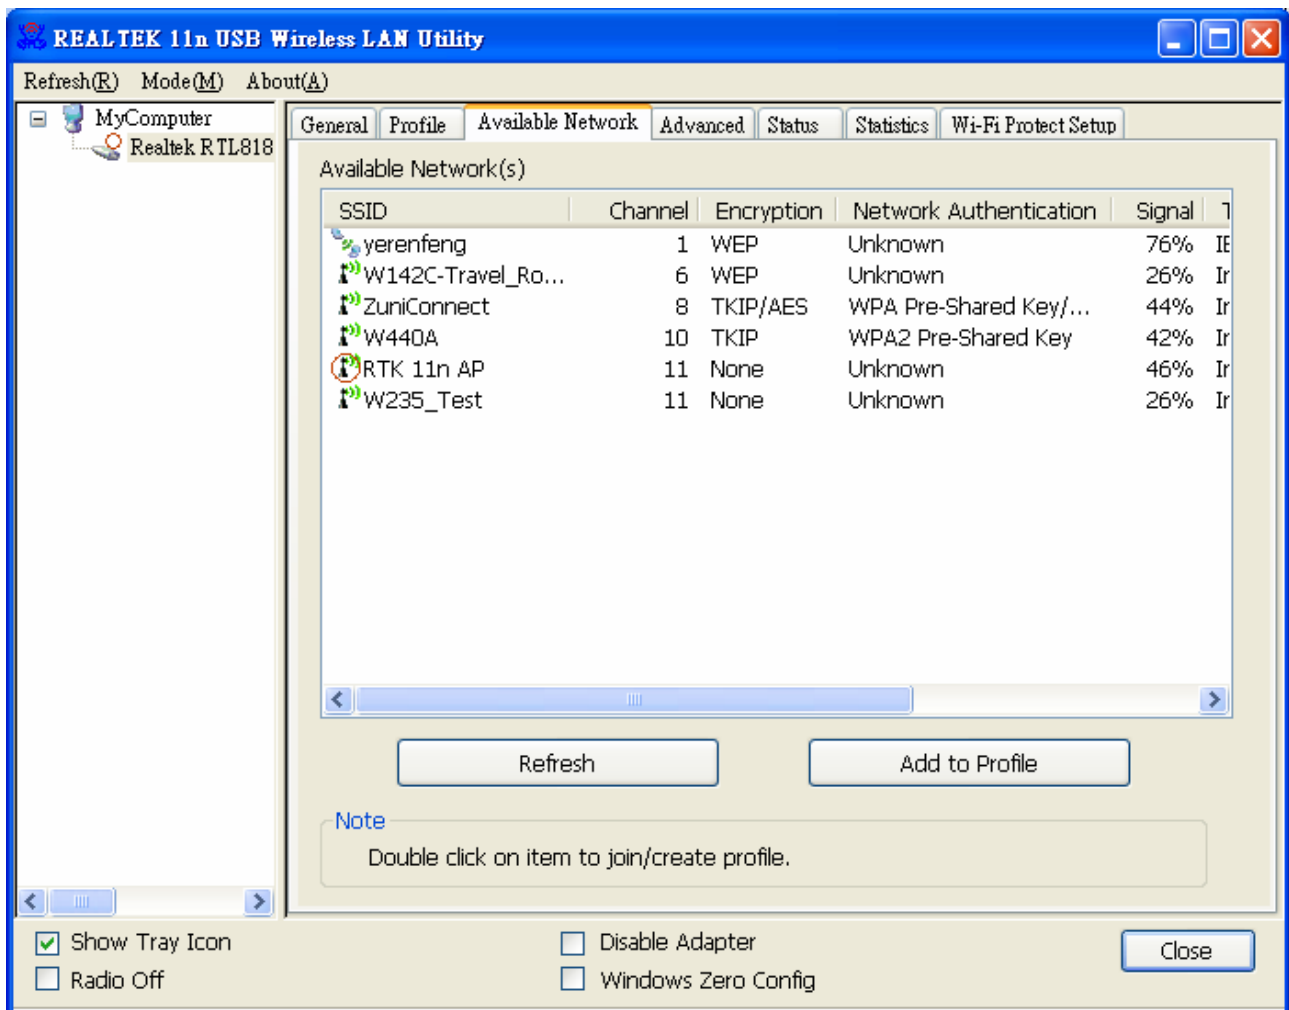 REALTEK 11n USB Wireless LAN Utility
Refresh(R) Mode(M) About(A)
MyComputer
Realtek RTL818
General Profile Available Network Advanced Status Statistics Wi-Fi Protect Setup
Available Network(s)
SSID Channel Encryption Network Authentication Signal
yerenfeng 1 WEP Unknown 76%
W142C-Travel_Ro... 6 WEP Unknown 26%
ZuniConnect 8 TKIP/AES WPA Pre-Shared Key/... 44%
W440A 10 TKIP WPA2 Pre-Shared Key 42%
RTK 11n AP 11 None Unknown 46%
W235_Test 11 None Unknown 26%
Refresh Add to Profile
Note
Double click on item to join/create profile.
Show Tray Icon Disable Adapter
Close
Radio Off Windows Zero Config